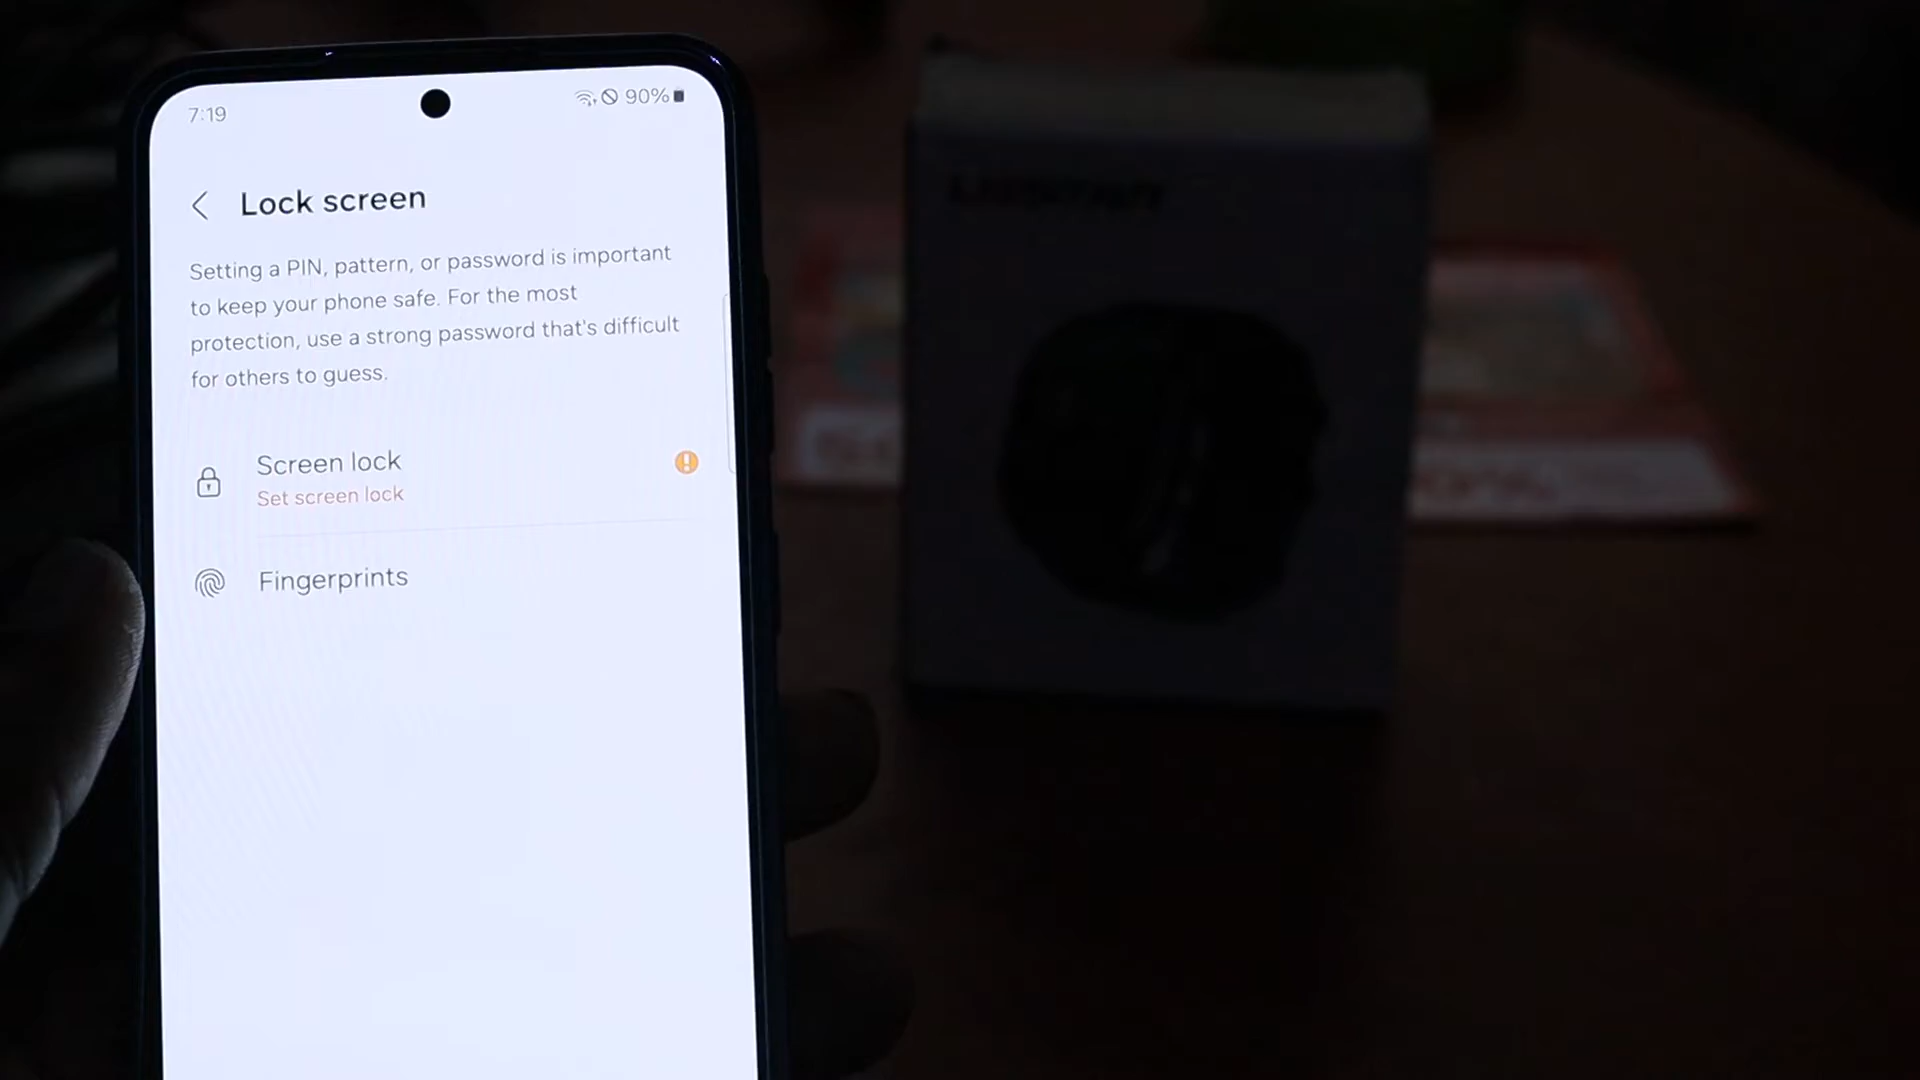 7:19
90%
Lock screen
Setting a PIN, pattern, or password is important
to keep your phone safe. For the most
protection, use a strong password that's difficult
for others to guess.
Screen lock
Set screen lock
Fingerprints